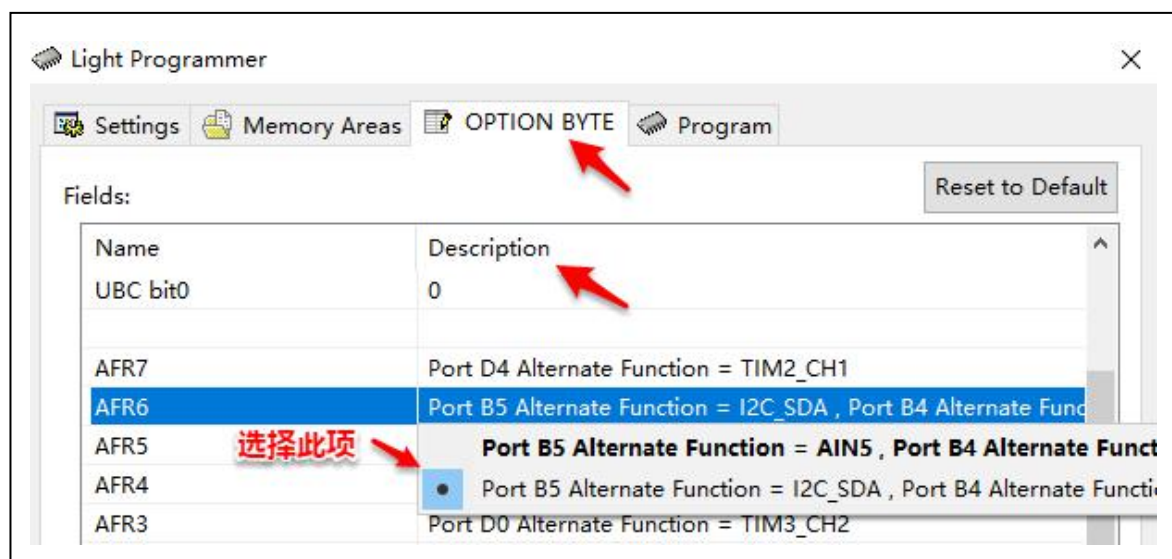 Light Programmer
Settings Memory Areas OPTION BYTE Program
Fields:
Reset to Default
Name Description
UBC bit0 0
AFR7 Port D4 Alternate Function = TIM2_CH1
AFR6 Port B5 Alternate Function = I2C_SDA , Port B4 Alternate Func
AFR5 选择此项 Port B5 Alternate Function = AIN5 , Port B4 Alternate Funct
AFR4 Port B5 Alternate Function = I2C_SDA , Port B4 Alternate Functi
AFR3 Port D0 Alternate Function = TIM3_CH2